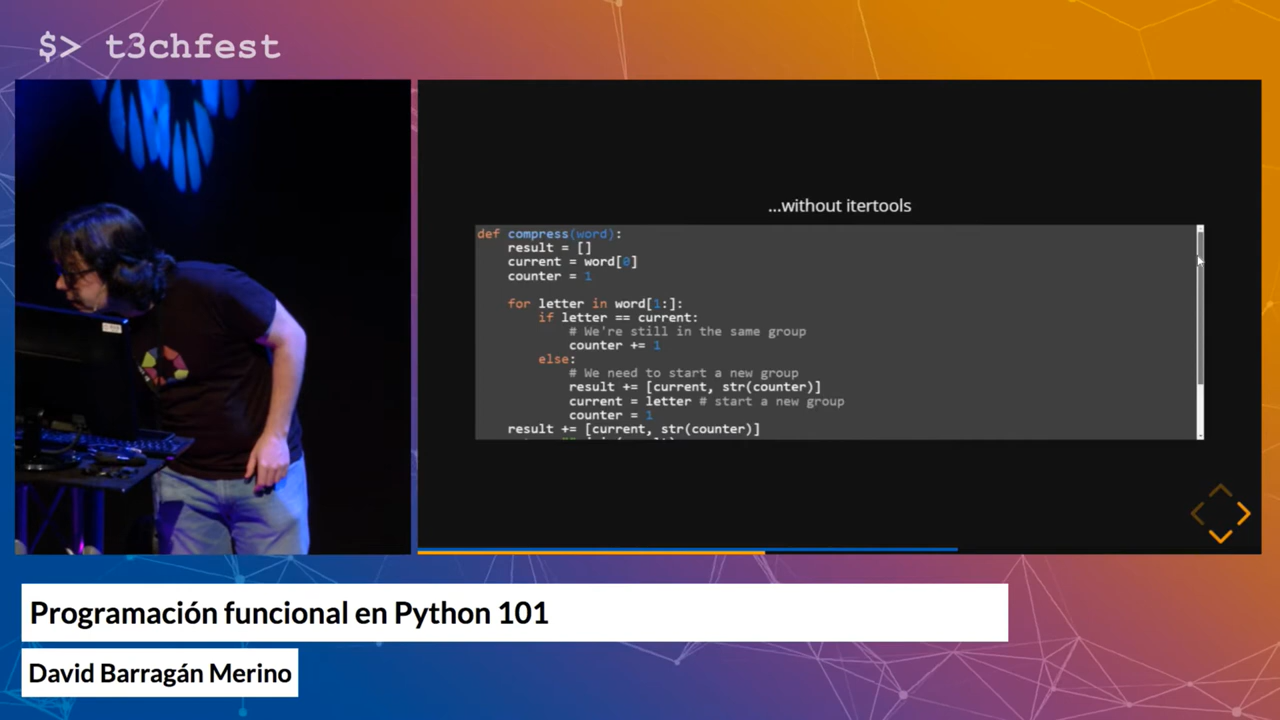 $> t3chfest
...without itertools
def compress(word):
    result = []
    current = word[0]
    counter = 1
    for letter in word[1:]:
        if letter == current:
            # We're still in the same group
            counter += 1
        else:
            # We need to start a new group
            result += [current, str(counter)]
            current = letter # start a new group
            counter = 1
    result += [current, str(counter)]
Programación funcional en Python 101
David Barragán Merino